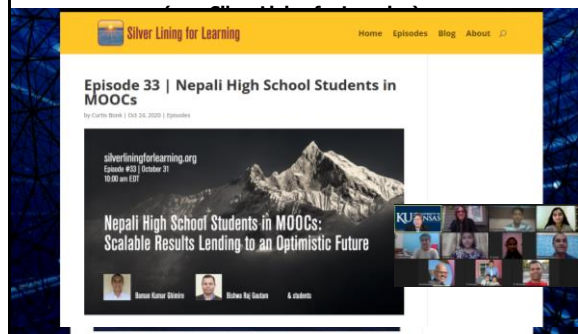 Silver Lining for Learning
Home Episodes Blog About
Episode 33 | Nepali High School Students in
MOOCs
by Curtis Bonk | Oct 26, 2020 | Episodes
silverliningforlearning.org
Episode #33 | October 31
10:00 am EDT
Nepali High School Students in MOOCs:
Scalable Results Lending to an Optimistic Future
Baman Kumar Ghimire
Bishwa Raj Gautam
& students
KU